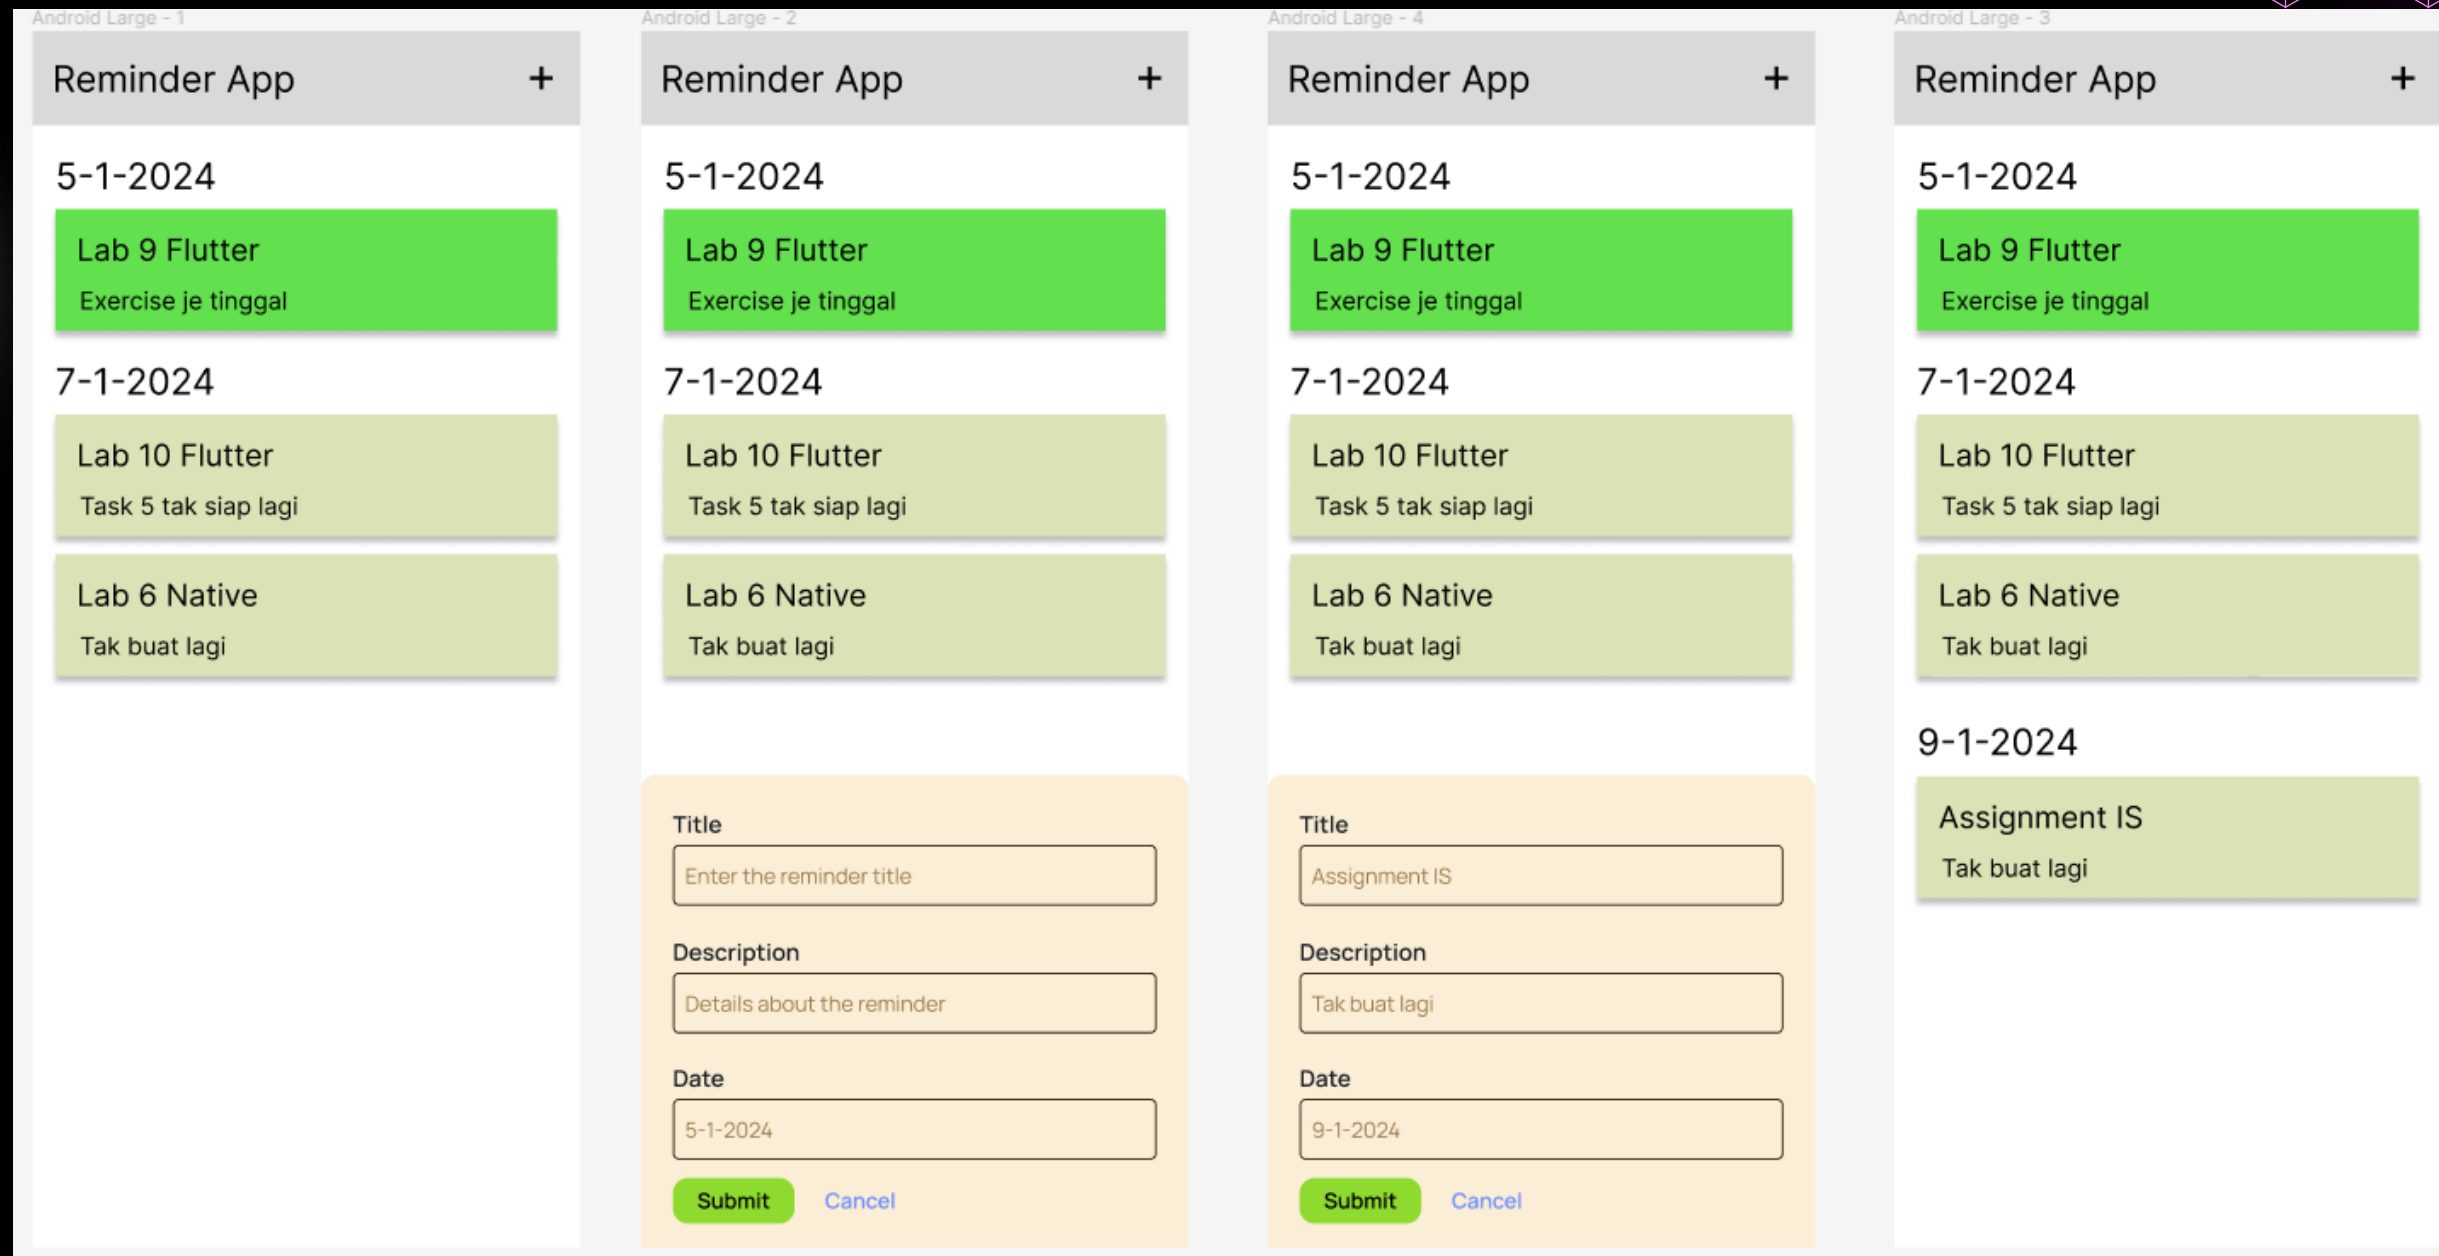 Android Large - 1
Reminder App +
5-1-2024
Lab 9 Flutter
Exercise je tinggal
7-1-2024
Lab 10 Flutter
Task 5 tak siap lagi
Lab 6 Native
Tak buat lagi
Android Large - 2
Reminder App +
5-1-2024
Lab 9 Flutter
Exercise je tinggal
7-1-2024
Lab 10 Flutter
Task 5 tak siap lagi
Lab 6 Native
Tak buat lagi
Title
Enter the reminder title
Description
Details about the reminder
Date
5-1-2024
Submit Cancel
Android Large - 4
Reminder App +
5-1-2024
Lab 9 Flutter
Exercise je tinggal
7-1-2024
Lab 10 Flutter
Task 5 tak siap lagi
Lab 6 Native
Tak buat lagi
Title
Assignment IS
Description
Tak buat lagi
Date
9-1-2024
Submit Cancel
Android Large - 3
Reminder App +
5-1-2024
Lab 9 Flutter
Exercise je tinggal
7-1-2024
Lab 10 Flutter
Task 5 tak siap lagi
Lab 6 Native
Tak buat lagi
9-1-2024
Assignment IS
Tak buat lagi